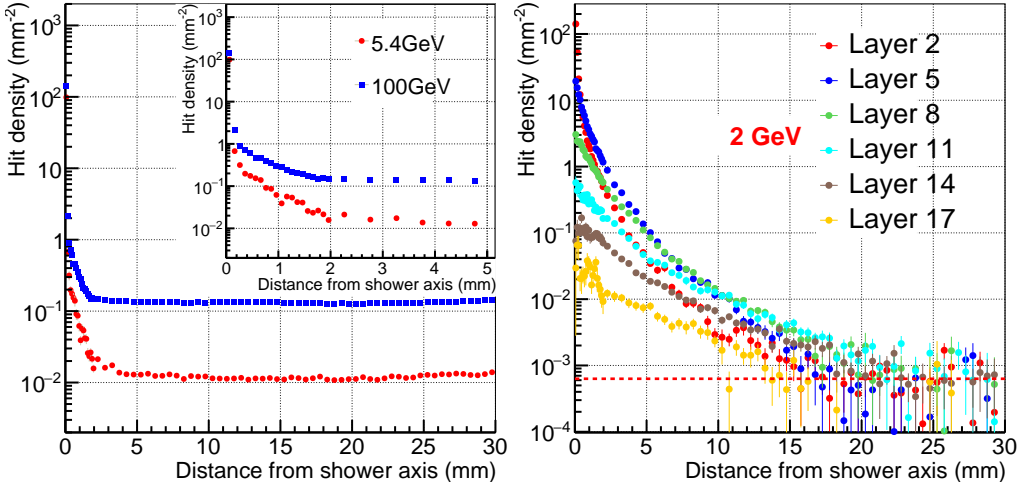 Hit density (mm⁻²)
10²
10
1
10⁻¹
10⁻²
0 5 10 15 20 25 30
Distance from shower axis (mm)
Hit density (mm⁻²)
10²
10
1
10⁻¹
10⁻²
5.4GeV
100GeV
0 1 2 3 4 5
Distance from shower axis (mm)
Hit density (mm⁻²)
10²
10
1
10⁻¹
10⁻²
10⁻³
10⁻⁴
2 GeV
Layer 2
Layer 5
Layer 8
Layer 11
Layer 14
Layer 17
0 5 10 15 20 25 30
Distance from shower axis (mm)